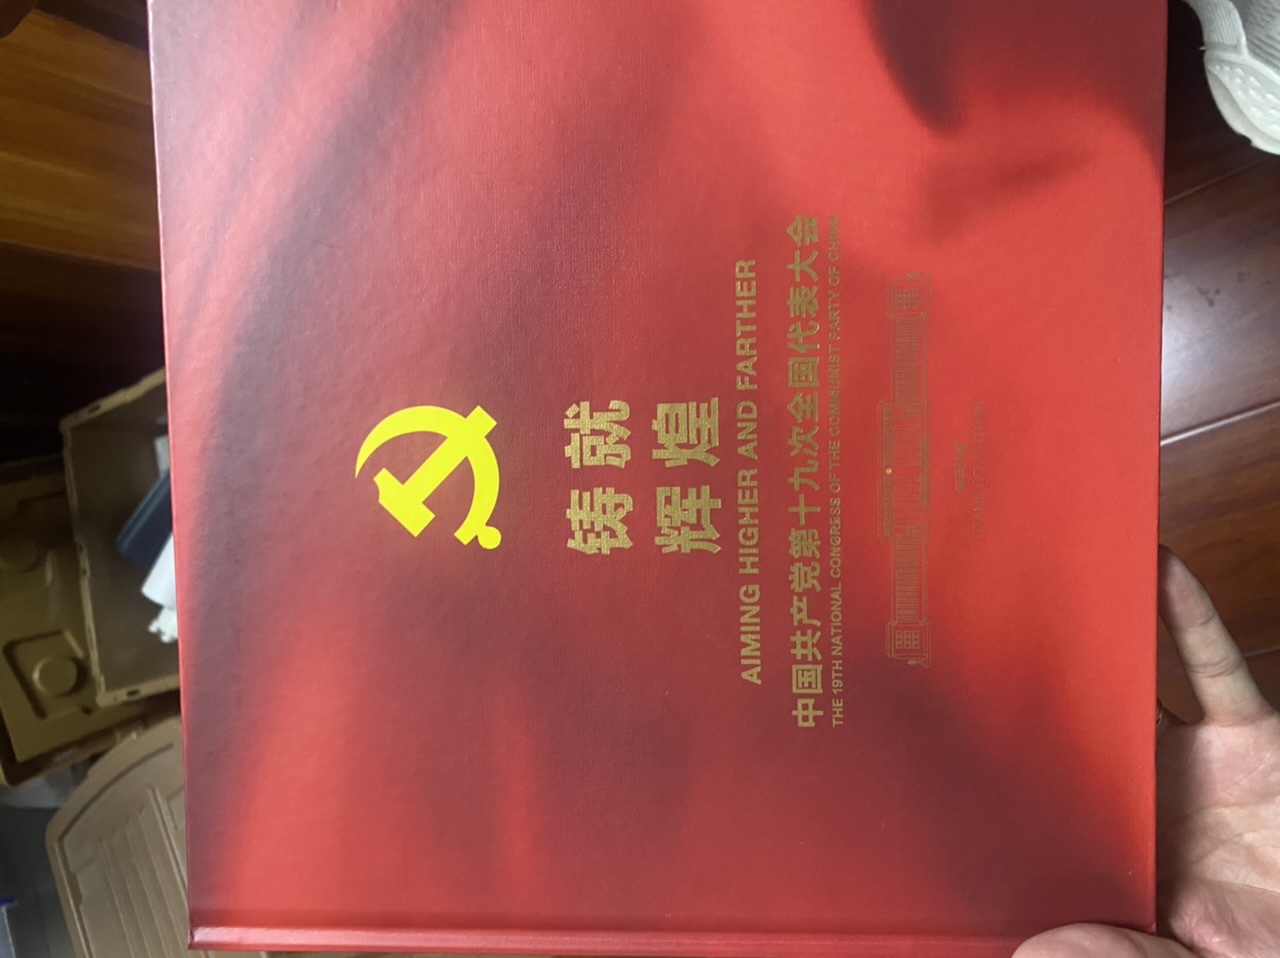 铸就
辉煌
AIMING HIGHER AND FARTHER
中国共产党第十九次全国代表大会
THE 19TH NATIONAL CONGRESS OF THE COMMUNIST PARTY OF CHINA